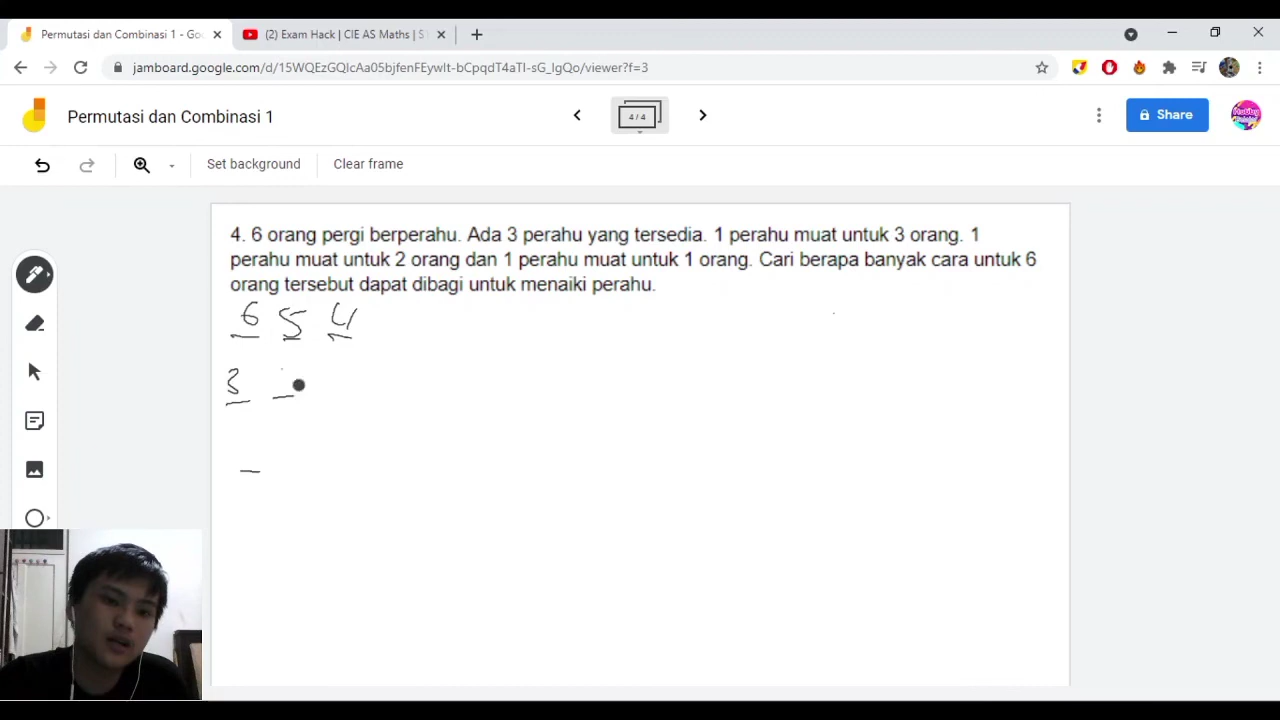 Permutasi dan Combinasi 1 - Goo
(2) Exam Hack | CIE AS Maths | S
jamboard.google.com/d/15WQEzGQIcAa05bjfenFEywIt-bCpqdT4aTI-sG_IgQo/viewer?f=3
Permutasi dan Combinasi 1
4 / 4
Share
Set background
Clear frame
4. 6 orang pergi berperahu. Ada 3 perahu yang tersedia. 1 perahu muat untuk 3 orang. 1
perahu muat untuk 2 orang dan 1 perahu muat untuk 1 orang. Cari berapa banyak cara untuk 6
orang tersebut dapat dibagi untuk menaiki perahu.
6 5 4
3